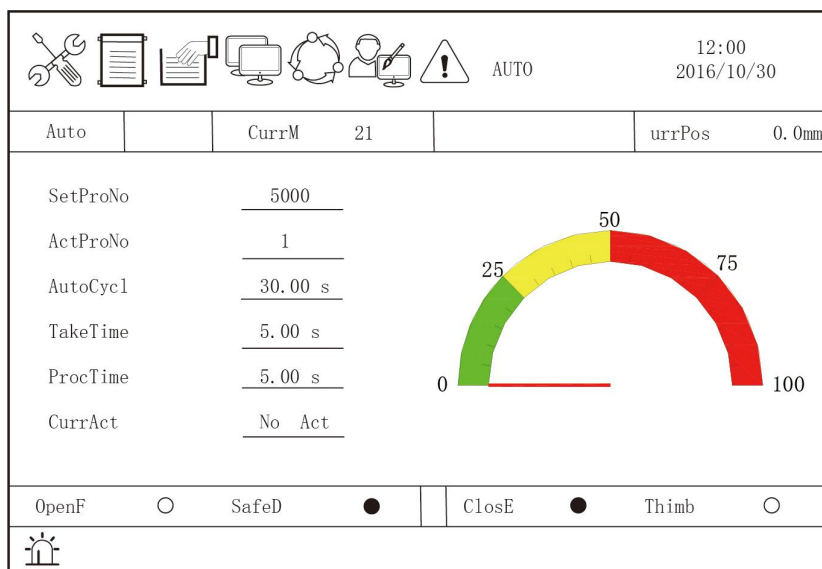 AUTO
12:00
2016/10/30
Auto CurrM 21 urrPos 0.0mm
SetProNo 5000
ActProNo 1
AutoCycl 30.00 s
TakeTime 5.00 s
ProcTime 5.00 s
CurrAct No Act
0 25 50 75 100
OpenF SafeD ClosE Thimb